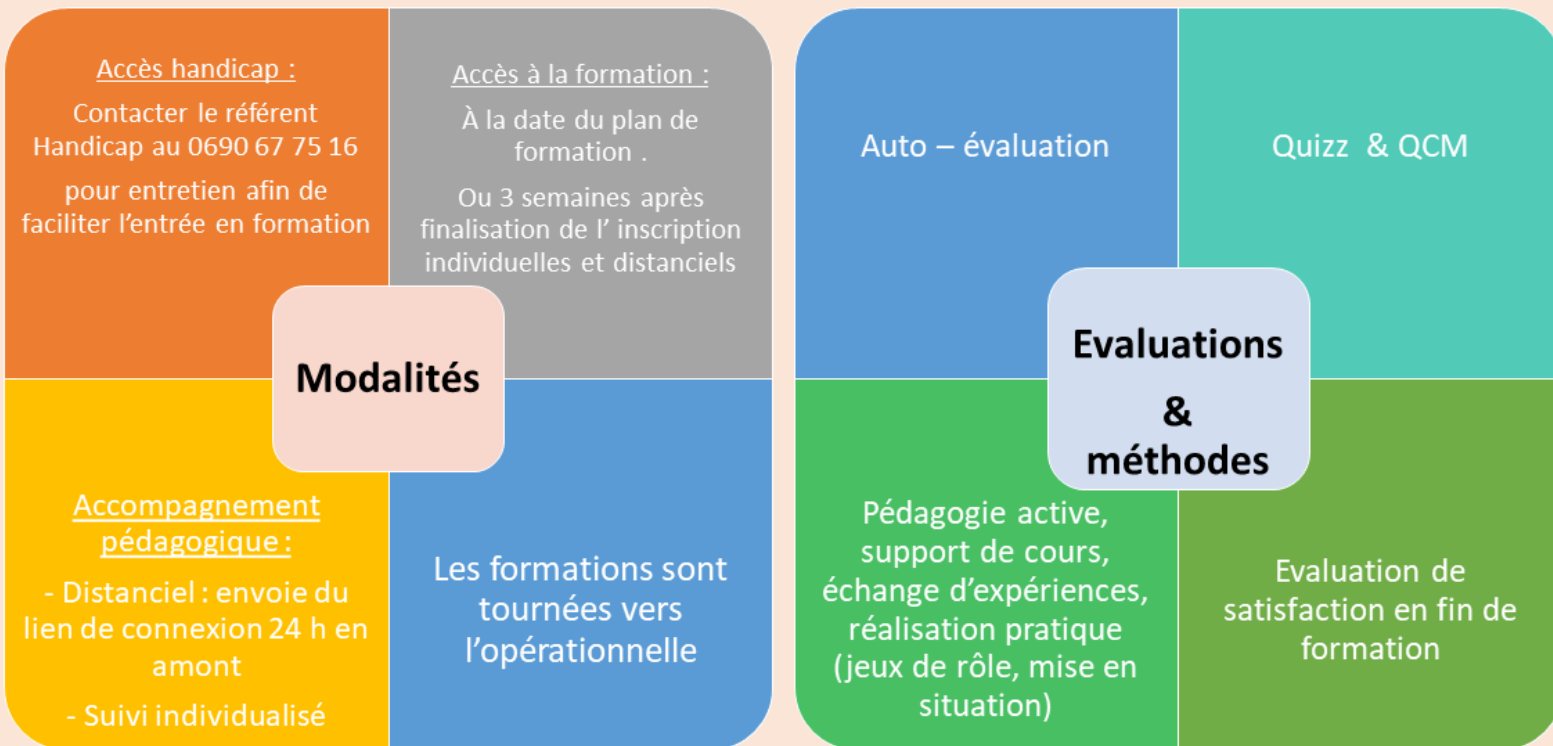 Accès handicap :
Contacter le référent
Handicap au 0690 67 75 16
pour entretien afin de
faciliter l'entrée en formation
Accès à la formation :
À la date du plan de
formation .
Ou 3 semaines après
finalisation de l' inscription
individuelles et distanciels
Modalités
Accompagnement
pédagogique :
- Distanciel : envoie du
lien de connexion 24 h en
amont
- Suivi individualisé
Les formations sont
tournées vers
l'opérationnelle
Auto – évaluation
Quizz & QCM
Evaluations
&
méthodes
Pédagogie active,
support de cours,
échange d'expériences,
réalisation pratique
(jeux de rôle, mise en
situation)
Evaluation de
satisfaction en fin de
formation